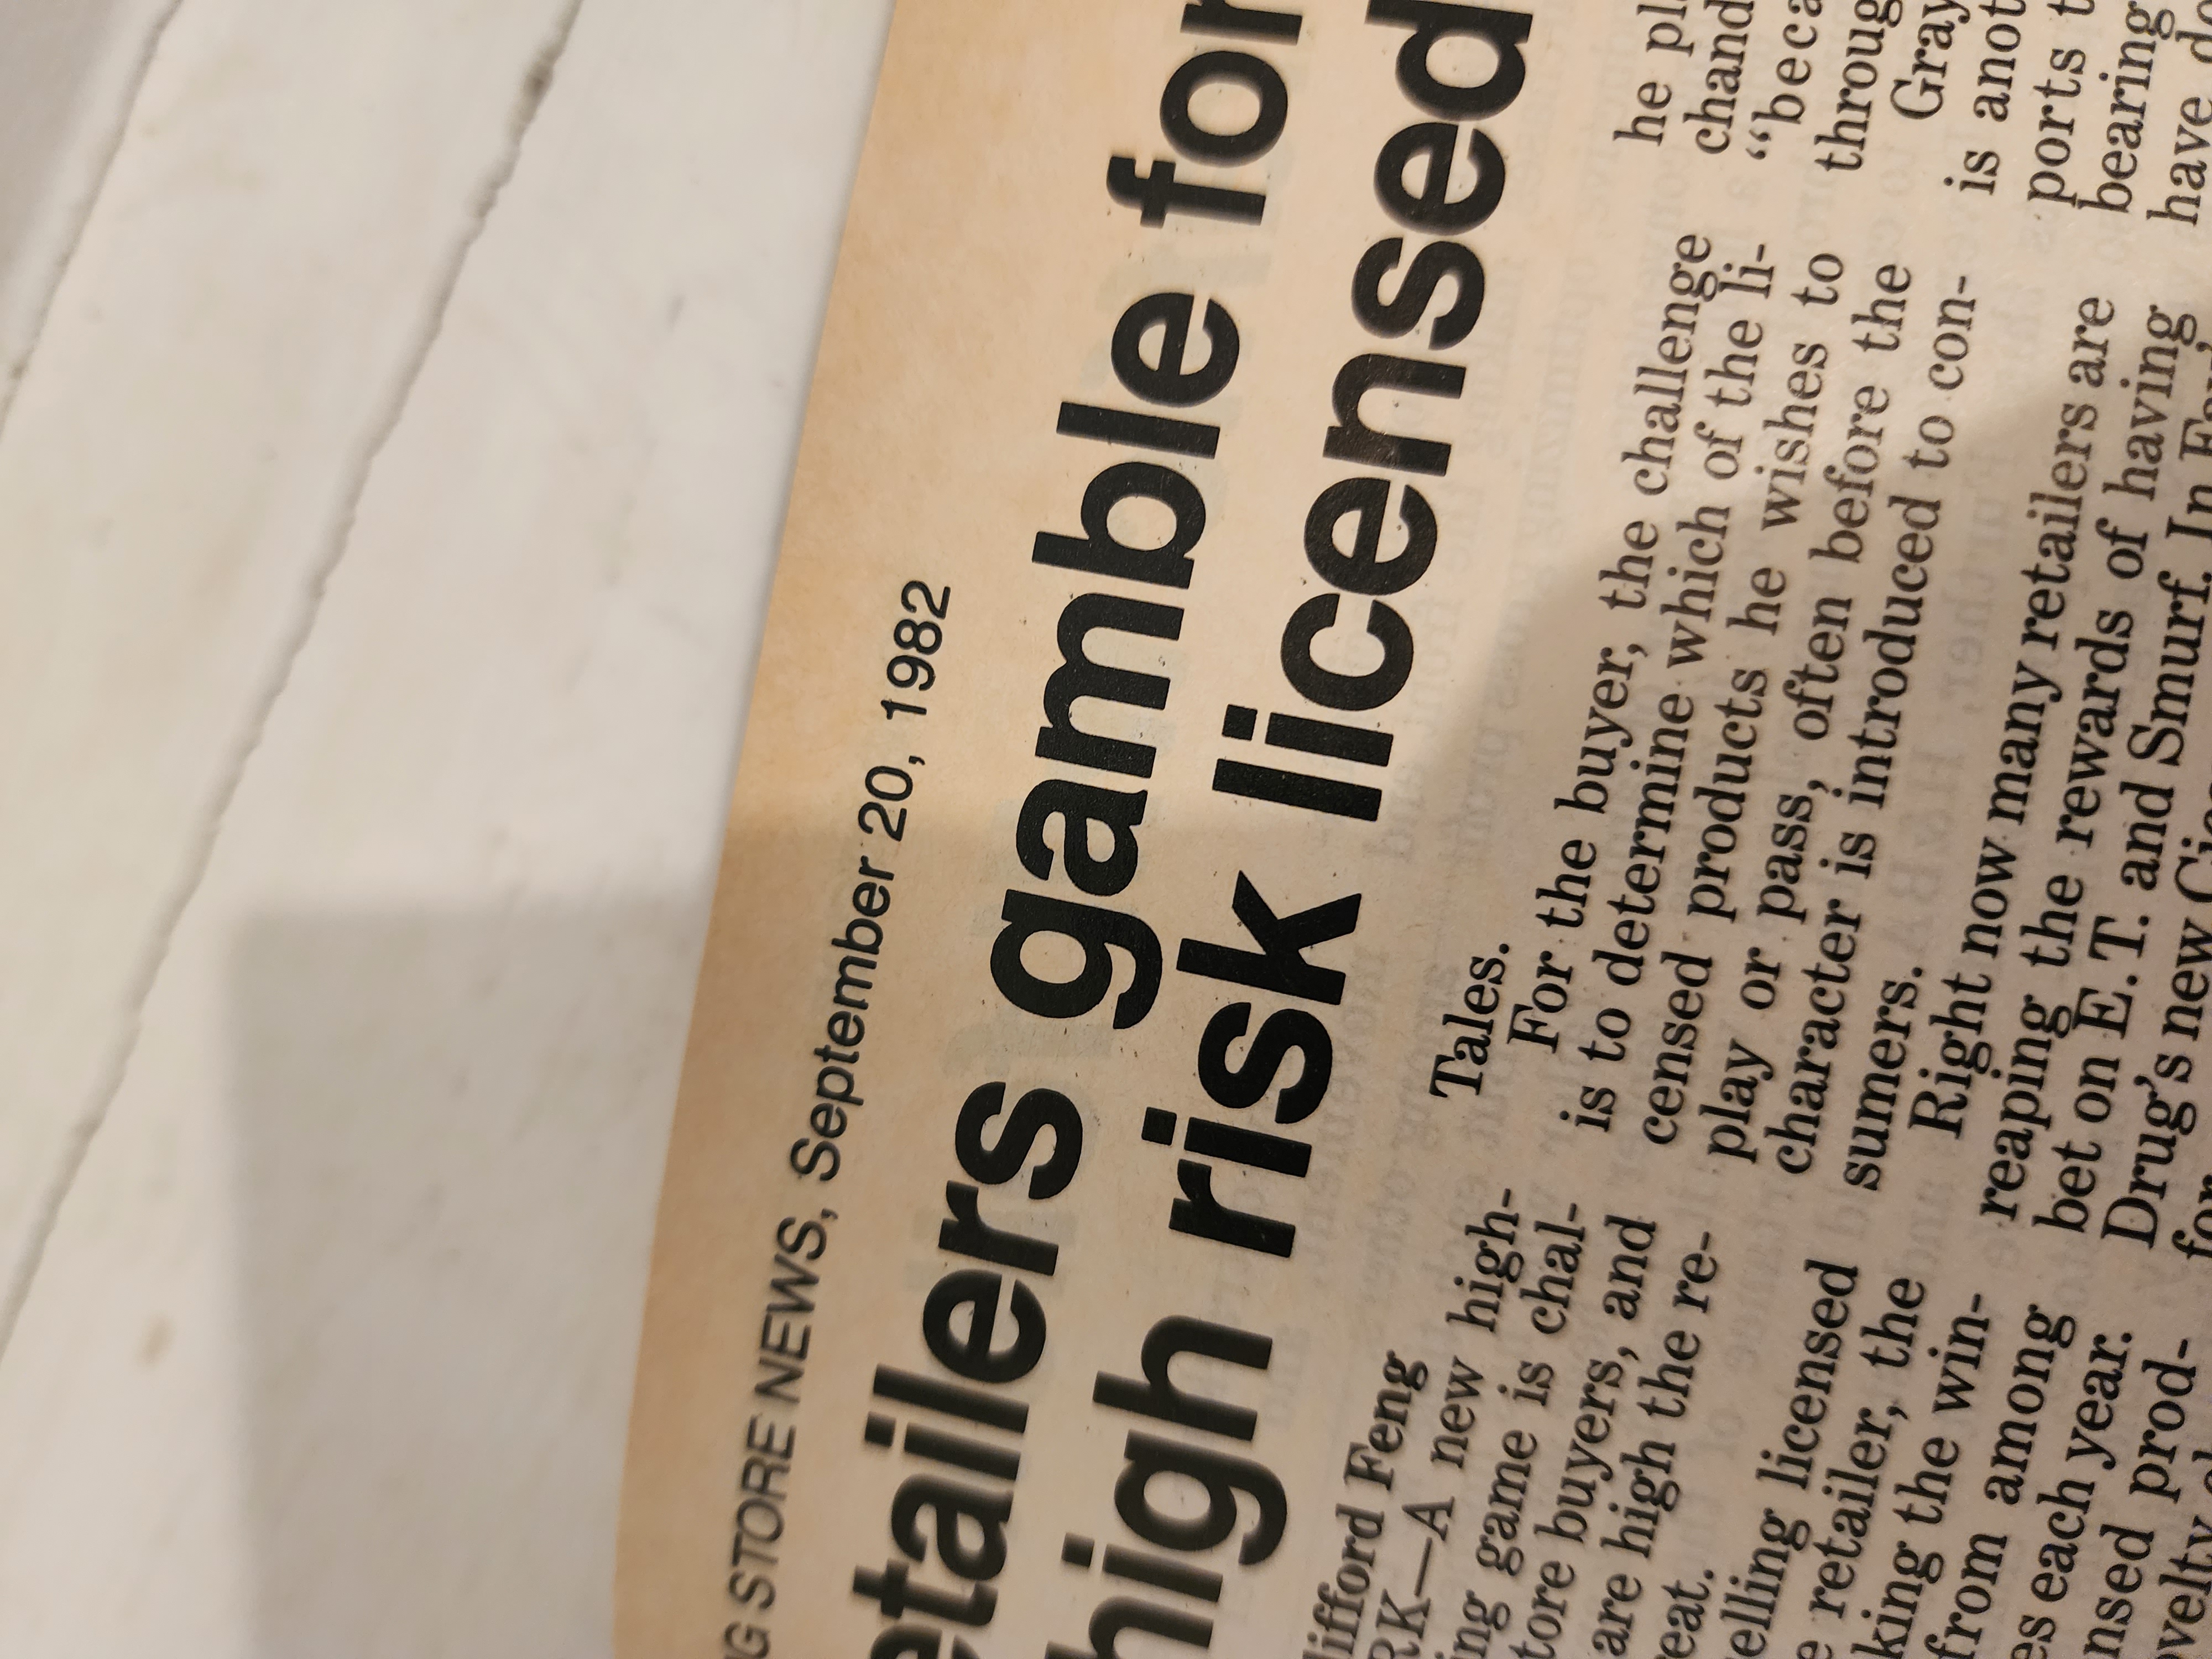 STORE NEWS, September 20, 1982
etailers gamble for
high risk licensed
lifford Feng
RK—A new high-
ing game is chal-
tore buyers, and
are high the re-
eat.
elling licensed
e retailer, the
king the win-
from among
es each year.
nsed prod-
Tales.
For the buyer, the challenge
is to determine which of the li-
censed products he wishes to
play or pass, often before the
character is introduced to con-
sumers.
Right now many retailers are
reaping the rewards of having
bet on E.T. and Smurf. In
Drug's new
for
he pl
chand
"beca
throug
Gray
is anot
ports t
bearing
have do